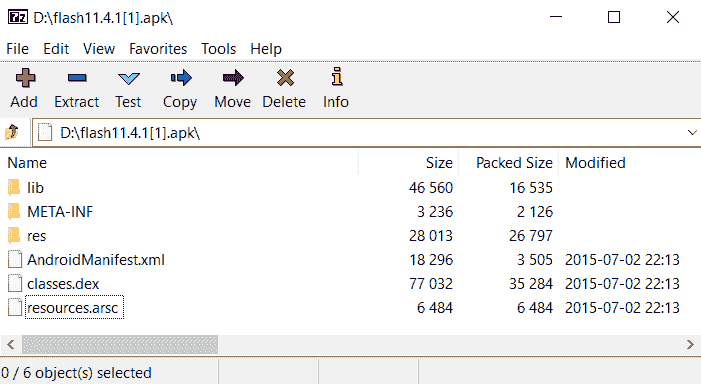 D:\flash11.4.1[1].apk\
File Edit View Favorites Tools Help
Add Extract Test Copy Move Delete Info
D:\flash11.4.1[1].apk\
Name Size Packed Size Modified
lib 46 560 16 535
META-INF 3 236 2 126
res 28 013 26 797
AndroidManifest.xml 18 296 3 505 2015-07-02 22:13
classes.dex 77 032 35 284 2015-07-02 22:13
resources.arsc 6 484 6 484 2015-07-02 22:13
0 / 6 object(s) selected